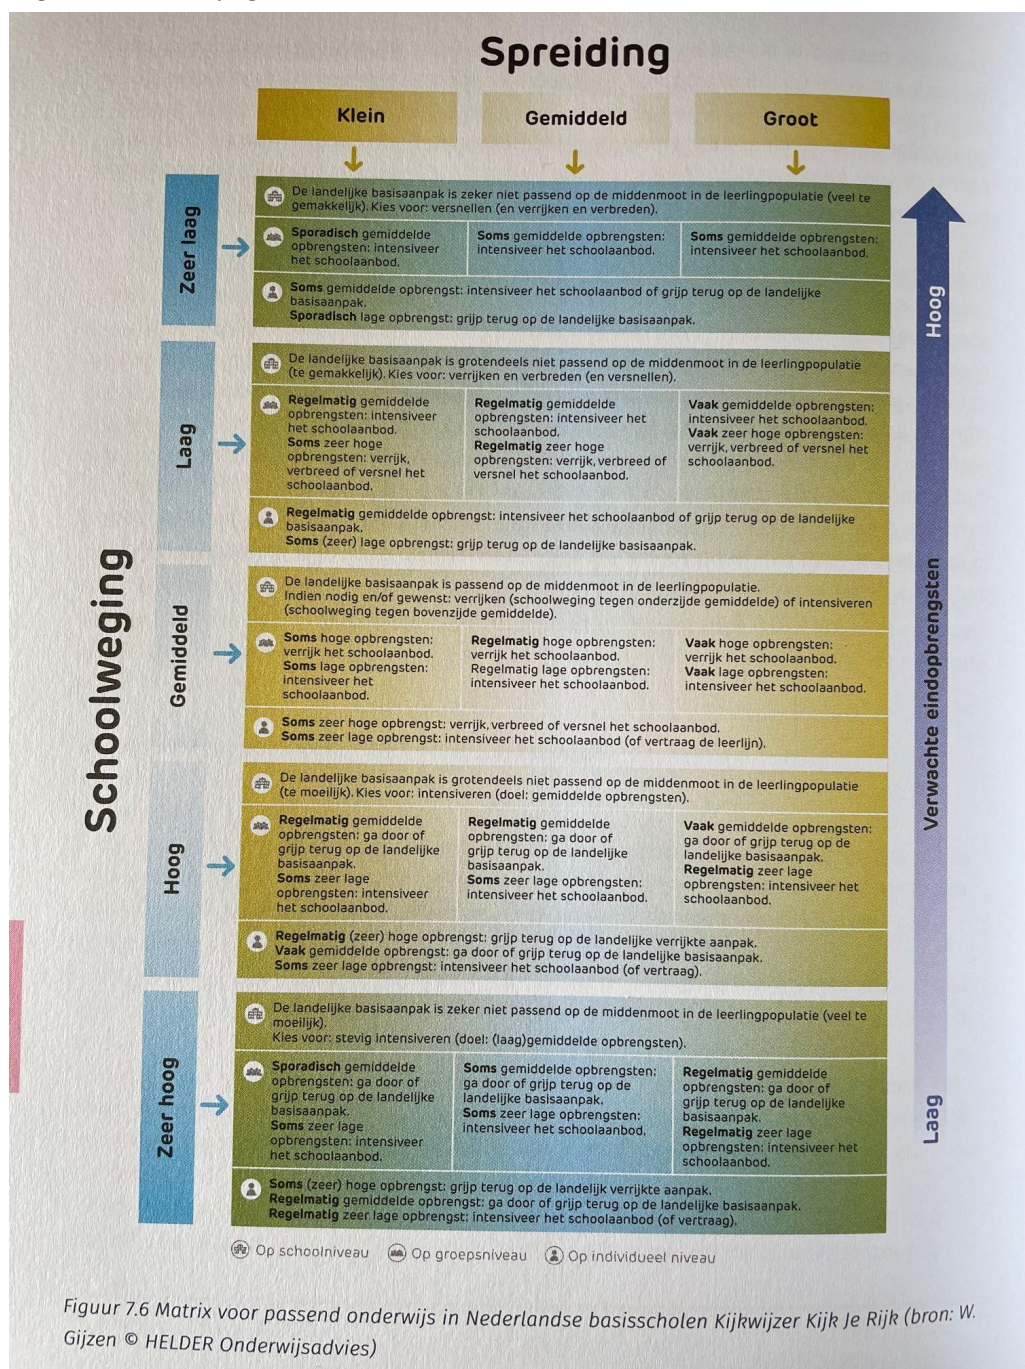 Spreiding
Klein
Gemiddeld
Groot
Schoolweging
Zeer laag
De landelijke basisaanpak is zeker niet passend op de middenmoot in de leerlingpopulatie (veel te
gemakkelijk). Kies voor: versnellen (en verrijken en verbreden).
Sporadisch gemiddelde
opbrengsten: intensiveer
het schoolaanbod.
Soms gemiddelde opbrengsten:
intensiveer het schoolaanbod.
Soms gemiddelde opbrengsten:
intensiveer het schoolaanbod.
Soms gemiddelde opbrengst: intensiveer het schoolaanbod of grijp terug op de landelijke
basisaanpak.
Sporadisch lage opbrengst: grijp terug op de landelijke basisaanpak.
Laag
De landelijke basisaanpak is grotendeels niet passend op de middenmoot in de leerlingpopulatie
(te gemakkelijk). Kies voor: verrijken en verbreden (en versnellen).
Regelmatig gemiddelde
opbrengsten: intensiveer
het schoolaanbod.
Soms zeer hoge
opbrengsten: verrijk,
verbreed of versnel het
schoolaanbod.
Regelmatig gemiddelde
opbrengsten: intensiveer het
schoolaanbod.
Regelmatig zeer hoge
opbrengsten: verrijk, verbreed of
versnel het schoolaanbod.
Vaak gemiddelde opbrengsten:
intensiveer het schoolaanbod.
Vaak zeer hoge opbrengsten:
verrijk, verbreed of versnel het
schoolaanbod.
Regelmatig gemiddelde opbrengst: intensiveer het schoolaanbod of grijp terug op de landelijke
basisaanpak.
Soms (zeer) lage opbrengst: grijp terug op de landelijke basisaanpak.
Gemiddeld
De landelijke basisaanpak is passend op de middenmoot in de leerlingpopulatie.
Indien nodig en/of gewenst: verrijken (schoolweging tegen onderzijde gemiddelde) of intensiveren
(schoolweging tegen bovenzijde gemiddelde).
Soms hoge opbrengsten:
verrijk het schoolaanbod.
Soms lage opbrengsten:
intensiveer het
schoolaanbod.
Regelmatig hoge opbrengsten:
verrijk het schoolaanbod.
Regelmatig lage opbrengsten:
intensiveer het schoolaanbod.
Vaak hoge opbrengsten:
verrijk het schoolaanbod.
Vaak lage opbrengsten:
intensiveer het schoolaanbod.
Soms zeer hoge opbrengst: verrijk, verbreed of versnel het schoolaanbod.
Soms zeer lage opbrengst: intensiveer het schoolaanbod (of vertraag de leerlijn).
Hoog
De landelijke basisaanpak is grotendeels niet passend op de middenmoot in de leerlingpopulatie
(te moeilijk). Kies voor: intensiveren (doel: gemiddelde opbrengsten).
Regelmatig gemiddelde
opbrengsten: ga door of
grijp terug op de landelijke
basisaanpak.
Soms zeer lage
opbrengsten: intensiveer
het schoolaanbod.
Regelmatig gemiddelde
opbrengsten: ga door of
grijp terug op de landelijke
basisaanpak.
Soms zeer lage opbrengsten:
intensiveer het schoolaanbod.
Vaak gemiddelde opbrengsten:
ga door of grijp terug op de
landelijke basisaanpak.
Regelmatig zeer lage
opbrengsten: intensiveer het
schoolaanbod.
Regelmatig (zeer) hoge opbrengst: grijp terug op de landelijke verrijkte aanpak.
Vaak gemiddelde opbrengst: ga door of grijp terug op de landelijke basisaanpak.
Soms zeer lage opbrengst: intensiveer het schoolaanbod (of vertraag).
Zeer hoog
De landelijke basisaanpak is zeker niet passend op de middenmoot in de leerlingpopulatie (veel te
moeilijk).
Kies voor: stevig intensiveren (doel: (laag)gemiddelde opbrengsten).
Sporadisch gemiddelde
opbrengsten: ga door of
grijp terug op de landelijke
basisaanpak.
Soms zeer lage
opbrengsten: intensiveer
het schoolaanbod.
Soms gemiddelde opbrengsten:
ga door of grijp terug op de
landelijke basisaanpak.
Soms zeer lage opbrengsten:
intensiveer het schoolaanbod.
Regelmatig gemiddelde
opbrengsten: ga door of
grijp terug op de landelijke
basisaanpak.
Regelmatig zeer lage
opbrengsten: intensiveer het
schoolaanbod.
Soms (zeer) hoge opbrengst: grijp terug op de landelijk verrijkte aanpak.
Regelmatig gemiddelde opbrengst: ga door of grijp terug op de landelijke basisaanpak.
Regelmatig zeer lage opbrengst: intensiveer het schoolaanbod (of vertraag).
Hoog
Verwachte eindopbrengsten
Laag
Op schoolniveau
Op groepsniveau
Op individueel niveau
Figuur 7.6 Matrix voor passend onderwijs in Nederlandse basisscholen Kijkwijzer Kijk Je Rijk (bron: W.
Gijzen © HELDER Onderwijsadvies)